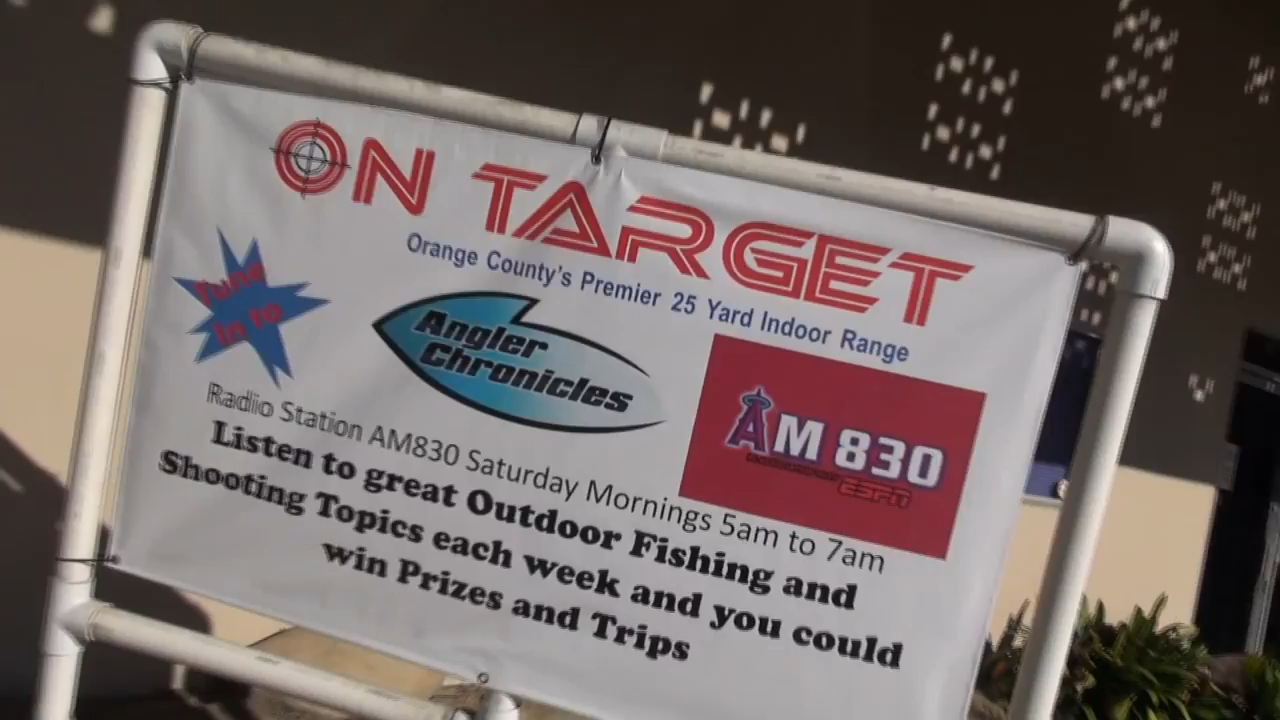 ON TARGET
Orange County's Premier 25 Yard Indoor Range
Tune
In to
Angler
Chronicles
AM 830
ESPN
Radio Station AM830 Saturday Mornings 5am to 7am
Listen to great Outdoor Fishing and
Shooting Topics each week and you could
win Prizes and Trips